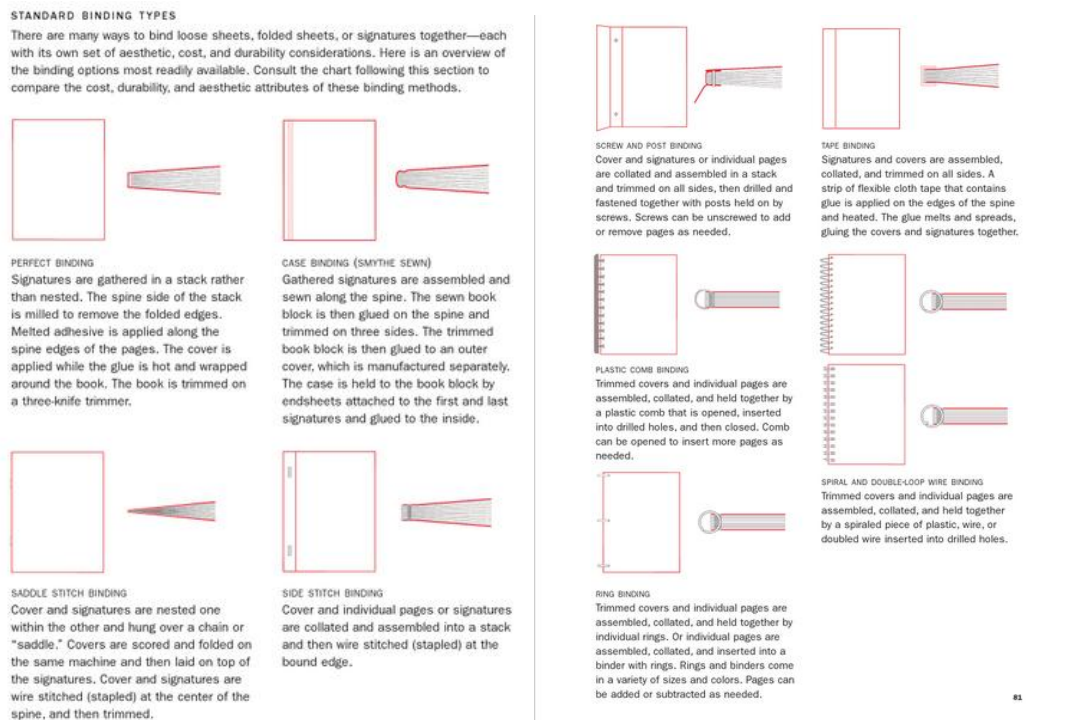 STANDARD BINDING TYPES
There are many ways to bind loose sheets, folded sheets, or signatures together—each
with its own set of aesthetic, cost, and durability considerations. Here is an overview of
the binding options most readily available. Consult the chart following this section to
compare the cost, durability, and aesthetic attributes of these binding methods.
PERFECT BINDING
Signatures are gathered in a stack rather
than nested. The spine side of the stack
is milled to remove the folded edges.
Melted adhesive is applied along the
spine edges of the pages. The cover is
applied while the glue is hot and wrapped
around the book. The book is trimmed on
a three-knife trimmer.
CASE BINDING (SMYTHE SEWN)
Gathered signatures are assembled and
sewn along the spine. The sewn book
block is then glued on the spine and
trimmed on three sides. The trimmed
book block is then glued to an outer
cover, which is manufactured separately.
The case is held to the book block by
endsheets attached to the first and last
signatures and glued to the inside.
SADDLE STITCH BINDING
Cover and signatures are nested one
within the other and hung over a chain or
“saddle.” Covers are scored and folded on
the same machine and then laid on top of
the signatures. Cover and signatures are
wire stitched (stapled) at the center of the
spine, and then trimmed.
SIDE STITCH BINDING
Cover and individual pages or signatures
are collated and assembled into a stack
and then wire stitched (stapled) at the
bound edge.
SCREW AND POST BINDING
Cover and signatures or individual pages
are collated and assembled in a stack
and trimmed on all sides, then drilled and
fastened together with posts held on by
screws. Screws can be unscrewed to add
or remove pages as needed.
TAPE BINDING
Signatures and covers are assembled,
collated, and trimmed on all sides. A
strip of flexible cloth tape that contains
glue is applied on the edges of the spine
and heated. The glue melts and spreads,
gluing the covers and signatures together.
PLASTIC COMB BINDING
Trimmed covers and individual pages are
assembled, collated, and held together by
a plastic comb that is opened, inserted
into drilled holes, and then closed. Comb
can be opened to insert more pages as
needed.
SPIRAL AND DOUBLE-LOOP WIRE BINDING
Trimmed covers and individual pages are
assembled, collated, and held together
by a spiraled piece of plastic, wire, or
doubled wire inserted into drilled holes.
RING BINDING
Trimmed covers and individual pages are
assembled, collated, and held together by
individual rings. Or individual pages are
assembled, collated, and inserted into a
binder with rings. Rings and binders come
in a variety of sizes and colors. Pages can
be added or subtracted as needed.
81